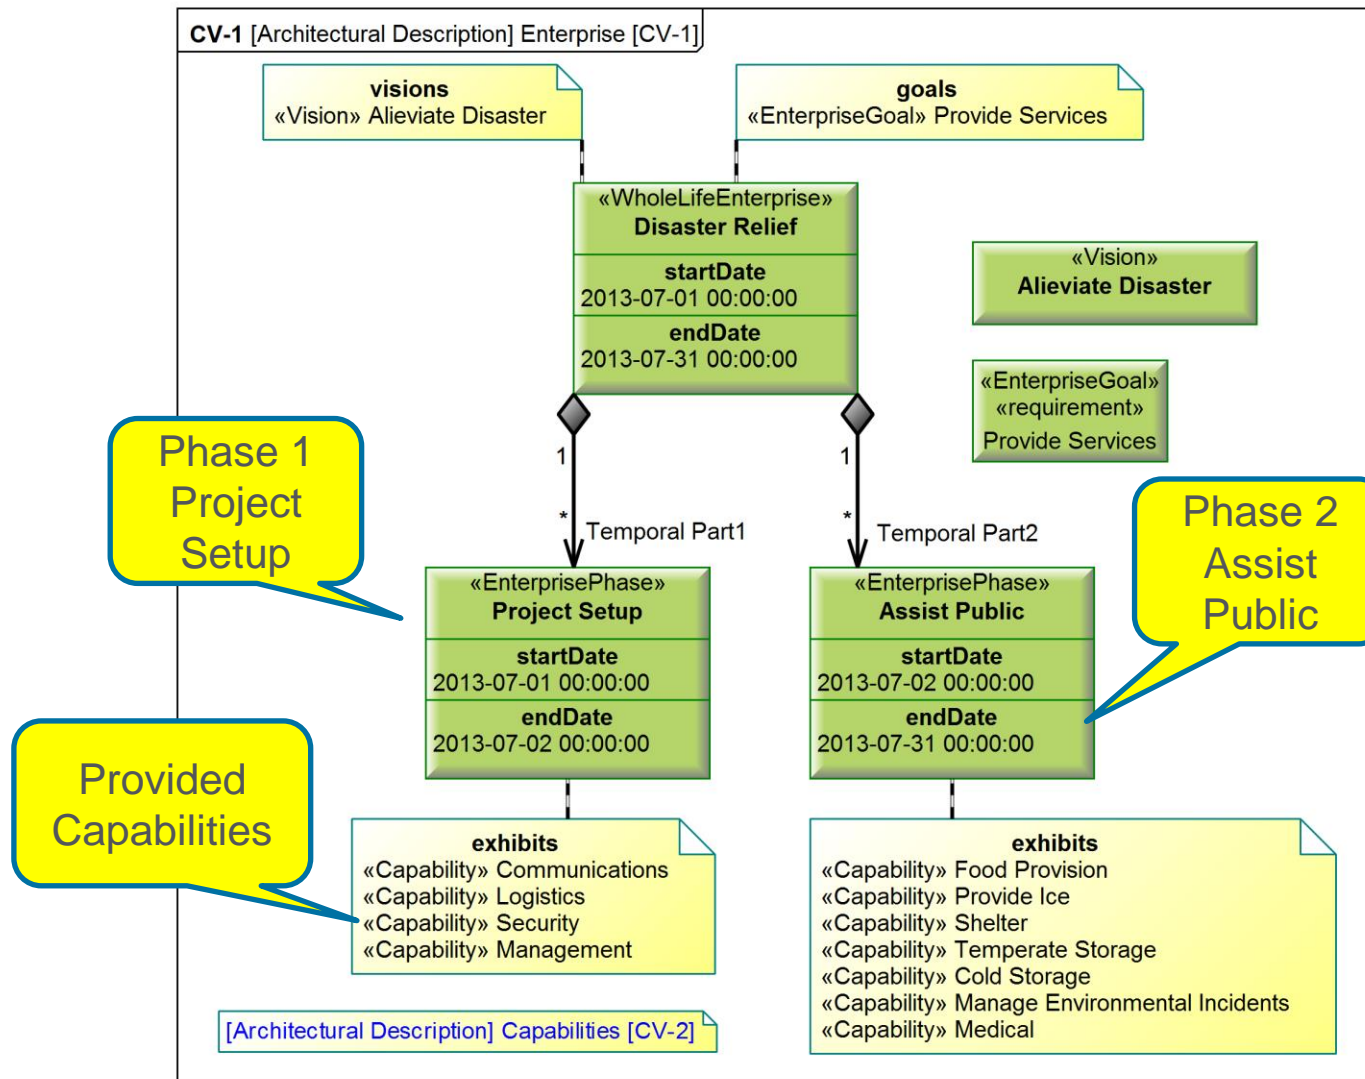 CV-1 [Architectural Description] Enterprise [CV-1]
visions
«Vision» Alieviate Disaster
goals
«EnterpriseGoal» Provide Services
«WholeLifeEnterprise»
Disaster Relief
startDate
2013-07-01 00:00:00
endDate
2013-07-31 00:00:00
«Vision»
Alieviate Disaster
«EnterpriseGoal»
«requirement»
Provide Services
Phase 1
Project
Setup
1
*
Temporal Part1
1
*
Temporal Part2
Phase 2
Assist
Public
«EnterprisePhase»
Project Setup
startDate
2013-07-01 00:00:00
endDate
2013-07-02 00:00:00
«EnterprisePhase»
Assist Public
startDate
2013-07-02 00:00:00
endDate
2013-07-31 00:00:00
Provided
Capabilities
exhibits
«Capability» Communications
«Capability» Logistics
«Capability» Security
«Capability» Management
exhibits
«Capability» Food Provision
«Capability» Provide Ice
«Capability» Shelter
«Capability» Temperate Storage
«Capability» Cold Storage
«Capability» Manage Environmental Incidents
«Capability» Medical
[Architectural Description] Capabilities [CV-2]